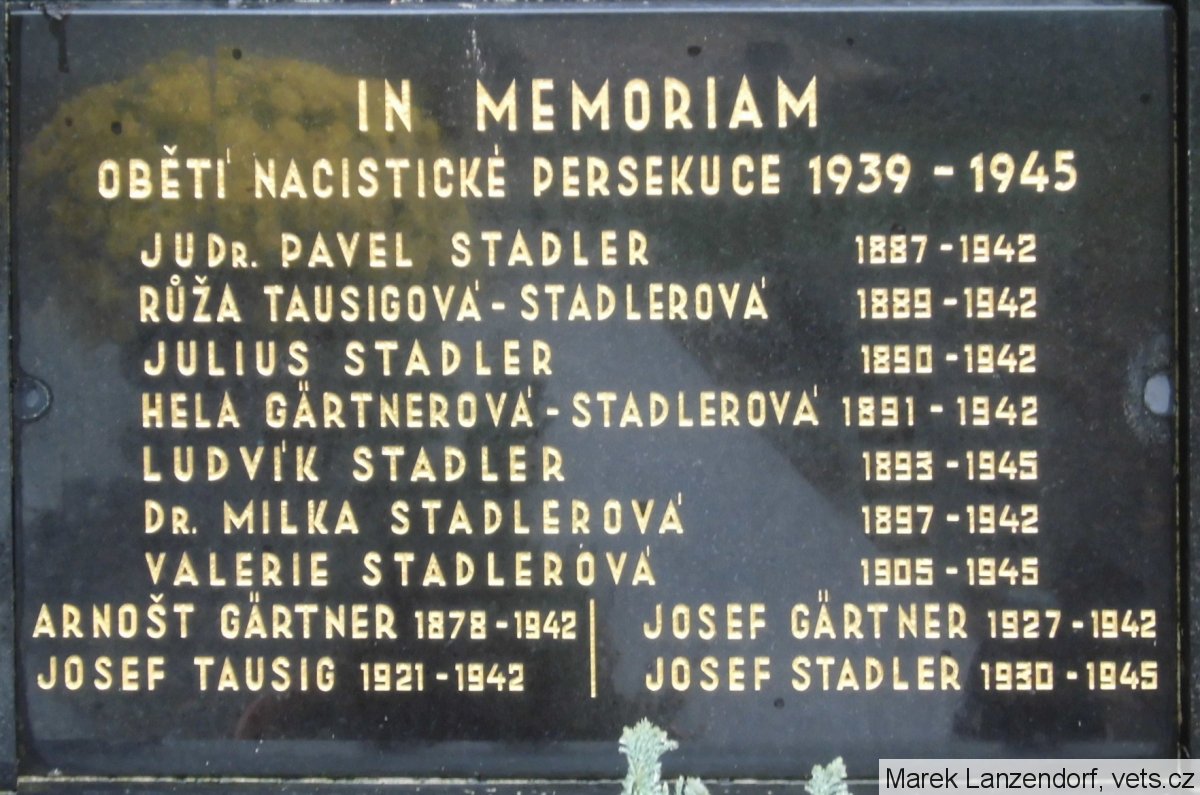 IN MEMORIAM
OBĚTÍ NACISTICKÉ PERSEKUCE 1939 - 1945
JUDR. PAVEL STADLER 1887 - 1942
RŮŽA TAUSIGOVÁ - STADLEROVÁ 1889 - 1942
JULIUS STADLER 1890 - 1942
HELA GÄRTNEROVÁ - STADLEROVÁ 1891 - 1942
LUDVÍK STADLER 1893 - 1945
DR. MILKA STADLEROVÁ 1897 - 1942
VALERIE STADLEROVÁ 1905 - 1945
ARNOŠT GÄRTNER 1878 - 1942
JOSEF TAUSIG 1921 - 1942
JOSEF GÄRTNER 1927 - 1942
JOSEF STADLER 1930 - 1945
Marek Lanzendorf, vets.cz